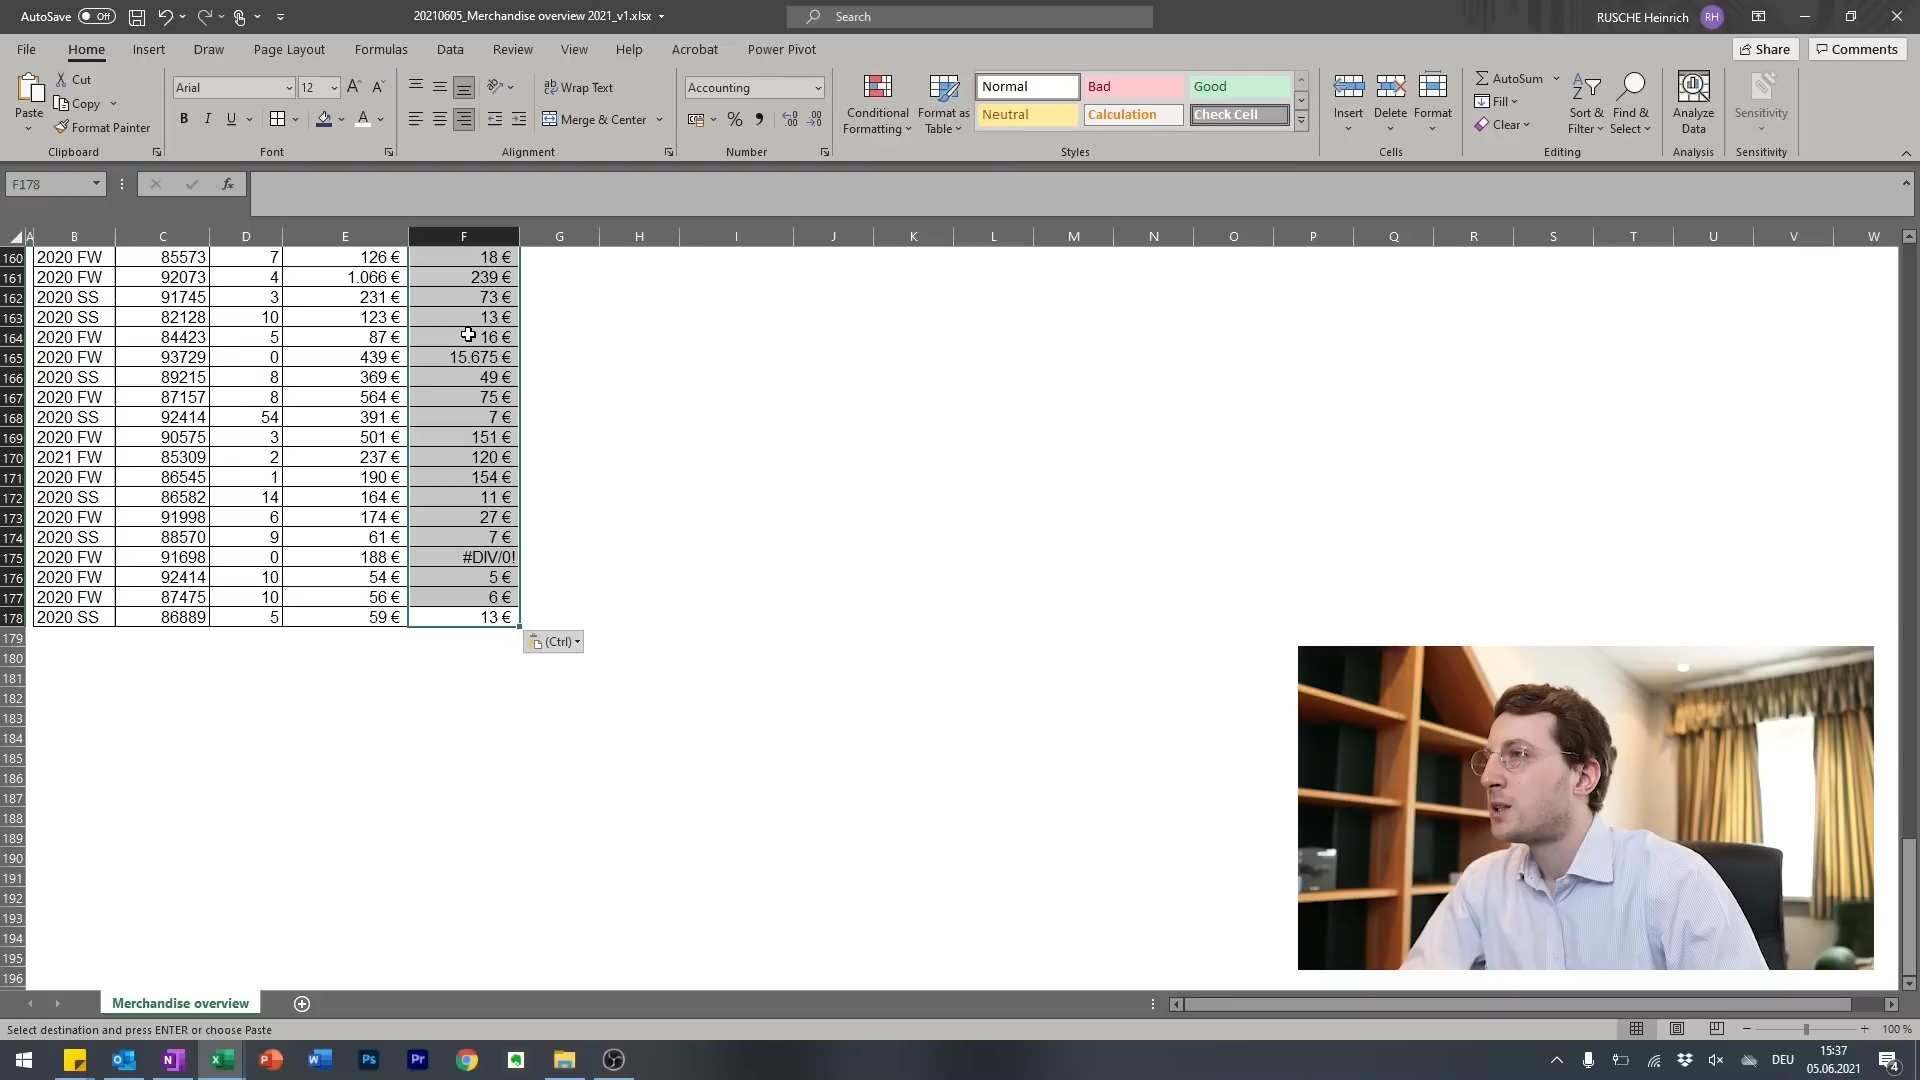 AutoSave Off 20210605_Merchandise overview 2021_v1.xlsx Search RUSCHE Heinrich RH
File Home Insert Draw Page Layout Formulas Data Review View Help Acrobat Power Pivot Share Comments
Paste Cut Copy Format Painter Clipboard
Arial 12 A A B I U A Font
Wrap Text Merge & Center Alignment
Accounting % Number
Conditional Formatting Format as Table Normal Bad Good Neutral Calculation Check Cell Styles
Insert Delete Format Cells
AutoSum Fill Clear Sort & Filter Find & Select Editing
Analyze Data Analysis
Sensitivity Sensitivity
F178 fx
A B C D E F G H I J K L M N O P Q R S T U V W
160 2020 FW 85573 7 126 € 18 €
161 2020 FW 92073 4 1.066 € 239 €
162 2020 SS 91745 3 231 € 73 €
163 2020 SS 82128 10 123 € 13 €
164 2020 FW 84423 5 87 € 16 €
165 2020 FW 93729 0 439 € 15.675 €
166 2020 SS 89215 8 369 € 49 €
167 2020 FW 87157 8 564 € 75 €
168 2020 SS 92414 54 391 € 7 €
169 2020 FW 90575 3 501 € 151 €
170 2021 FW 85309 2 237 € 120 €
171 2020 FW 86545 1 190 € 154 €
172 2020 SS 86582 14 164 € 11 €
173 2020 FW 91998 6 174 € 27 €
174 2020 SS 88570 9 61 € 7 €
175 2020 FW 91698 0 188 € #DIV/0!
176 2020 FW 92414 10 54 € 5 €
177 2020 FW 87475 10 56 € 6 €
178 2020 SS 86889 5 59 € 13 €
179 (Ctrl)
180
181
182
183
184
185
186
187
188
189
190
191
192
193
194
195
196
Merchandise overview
Select destination and press ENTER or choose Paste 100 %
Ps Pr DEU 15:37
05.06.2021 4